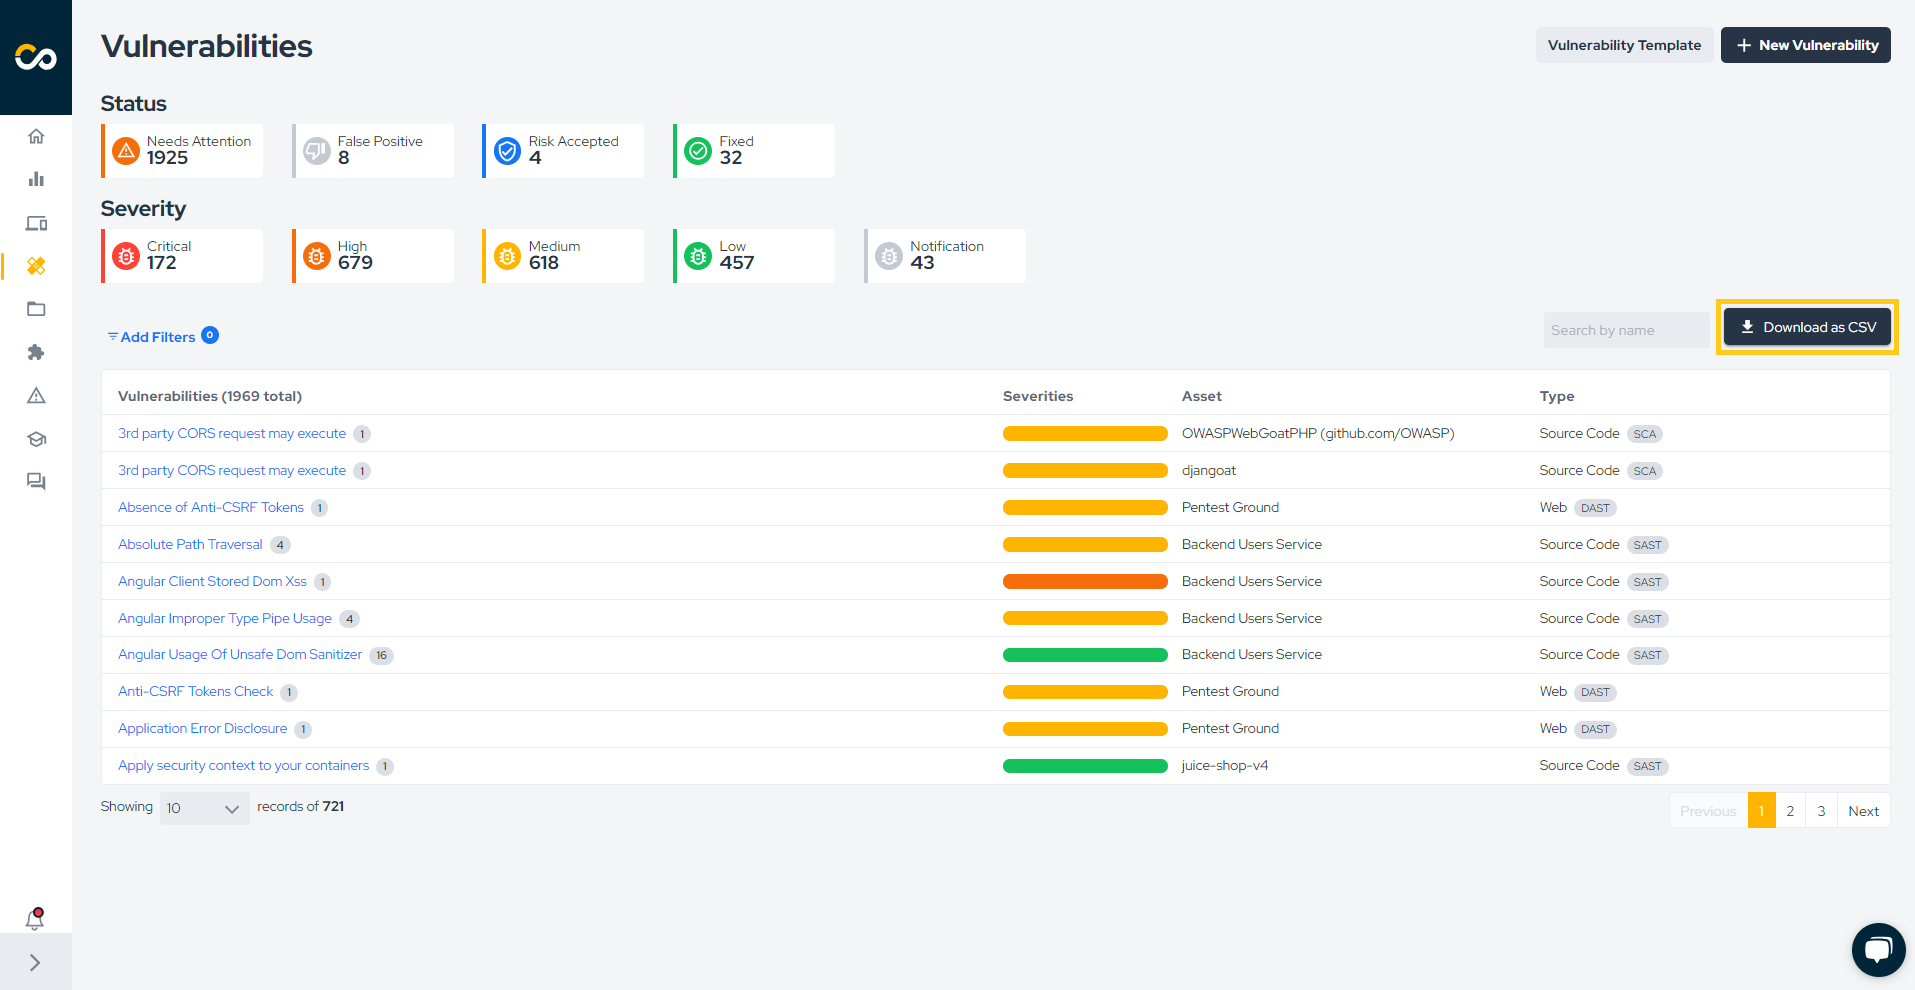 Vulnerabilities
Vulnerability Template
New Vulnerability
Status
Needs Attention
1925
False Positive
8
Risk Accepted
4
Fixed
32
Severity
Critical
172
High
679
Medium
618
Low
457
Notification
43
Add Filters 0
Search by name
Download as CSV
Vulnerabilities (1969 total) Severities Asset Type
3rd party CORS request may execute 1 OWASPWebGoatPHP (github.com/OWASP) Source Code SCA
3rd party CORS request may execute 1 djangoat Source Code SCA
Absence of Anti-CSRF Tokens 1 Pentest Ground Web DAST
Absolute Path Traversal 4 Backend Users Service Source Code SAST
Angular Client Stored Dom Xss 1 Backend Users Service Source Code SAST
Angular Improper Type Pipe Usage 4 Backend Users Service Source Code SAST
Angular Usage Of Unsafe Dom Sanitizer 16 Backend Users Service Source Code SAST
Anti-CSRF Tokens Check 1 Pentest Ground Web DAST
Application Error Disclosure 1 Pentest Ground Web DAST
Apply security context to your containers 1 juice-shop-v4 Source Code SAST
Showing 10 records of 721
Previous 1 2 3 Next